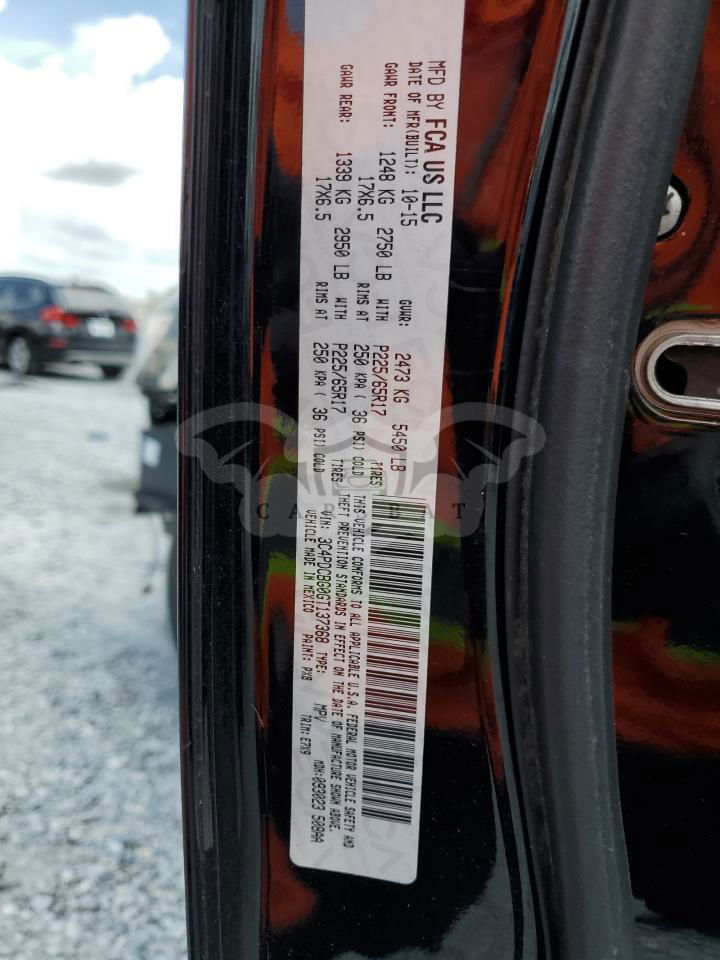 MFD BY FCA US LLC
DATE OF MFR(BUILT): 10-15 GVWR: 2473 KG 5450 LB
GAWR FRONT: 1248 KG 2750 LB WITH P225/65R17 TIRES
17X6.5 RIMS AT 250 KPA ( 36 PSI) COLD
GAWR REAR: 1339 KG 2950 LB WITH P225/65R17 TIRES
17X6.5 RIMS AT 250 KPA ( 36 PSI) COLD
THIS VEHICLE CONFORMS TO ALL APPLICABLE U.S.A. FEDERAL MOTOR VEHICLE SAFETY AND
THEFT PREVENTION STANDARDS IN EFFECT ON THE DATE OF MANUFACTURE SHOWN ABOVE.
VIN: 3C4PDCBG0GT137368 TYPE: MPV MDH:093023 508AA
VEHICLE MADE IN MEXICO PAINT: PX8 TRIM: E7X9